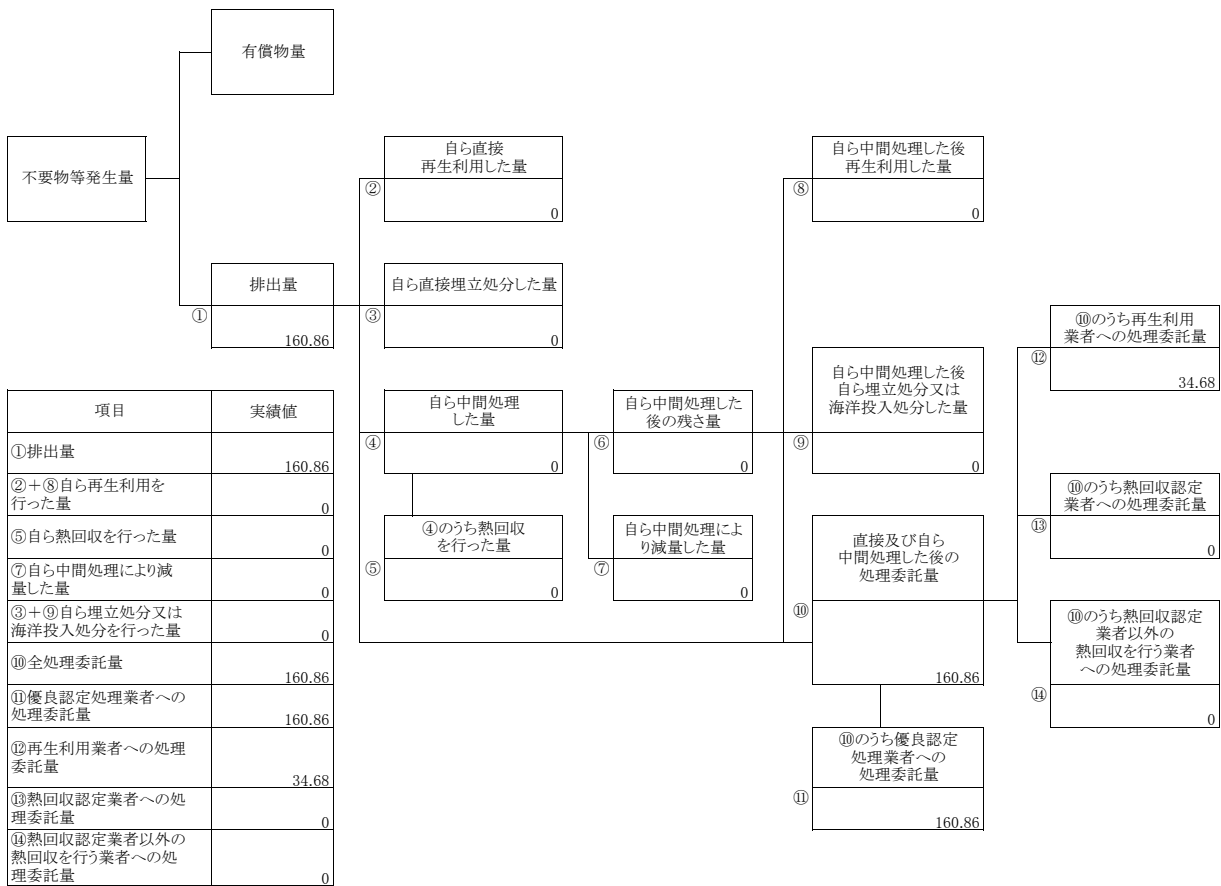 有償物量
不要物等発生量
自ら直接
再生利用した量
②
0
自ら中間処理した後
再生利用した量
⑧
0
排出量
①
160.86
自ら直接埋立処分した量
③
0
⑩のうち再生利用
業者への処理委託量
⑫
34.68
自ら中間処理
した量
④
0
自ら中間処理した
後の残さ量
⑥
0
自ら中間処理した後
自ら埋立処分又は
海洋投入処分した量
⑨
0
⑩のうち熱回収認定
業者への処理委託量
⑬
0
④のうち熱回収
を行った量
⑤
0
自ら中間処理によ
り減量した量
⑦
0
直接及び自ら
中間処理した後の
処理委託量
⑩
160.86
⑩のうち熱回収認定
業者以外の
熱回収を行う業者
への処理委託量
⑭
0
⑩のうち優良認定
処理業者への
処理委託量
⑪
160.86
項目 実績値
①排出量
160.86
②+⑧自ら再生利用を
行った量
0
⑤自ら熱回収を行った量
0
⑦自ら中間処理により減
量した量
0
③+⑨自ら埋立処分又は
海洋投入処分を行った量
0
⑩全処理委託量
160.86
⑪優良認定処理業者への
処理委託量
160.86
⑫再生利用業者への処理
委託量
34.68
⑬熱回収認定業者への処
理委託量
0
⑭熱回収認定業者以外の
熱回収を行う業者への処
理委託量
0